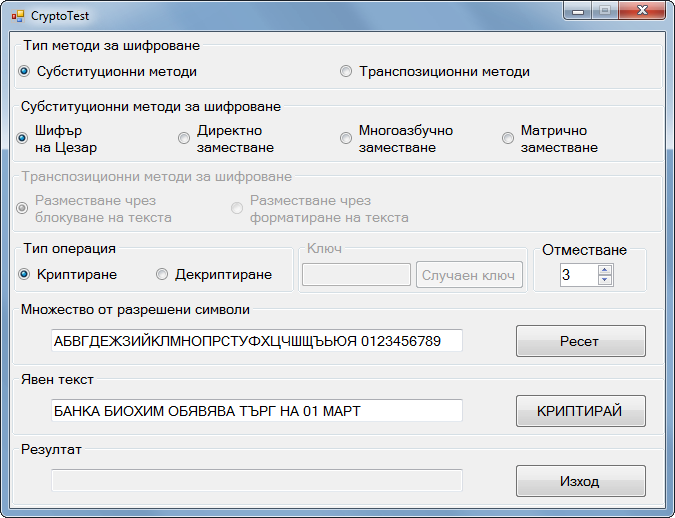 CryptoTest
Тип методи за шифроване
Субституционни методи
Транспозиционни методи
Субституционни методи за шифроване
Шифър
на Цезар
Директно
заместване
Многоазбучно
заместване
Матрично
заместване
Транспозиционни методи за шифроване
Разместване чрез
блокуване на текста
Разместване чрез
форматиране на текста
Тип операция
Криптиране
Декриптиране
Ключ
Случаен ключ
Отместване
3
Множество от разрешени символи
АБВГДЕЖЗИЙКЛМНОПРСТУФХЦЧШЩЪЬЮЯ 0123456789
Ресет
Явен текст
БАНКА БИОХИМ ОБЯВЯВА ТЪРГ НА 01 МАРТ
КРИПТИРАЙ
Резултат
Изход